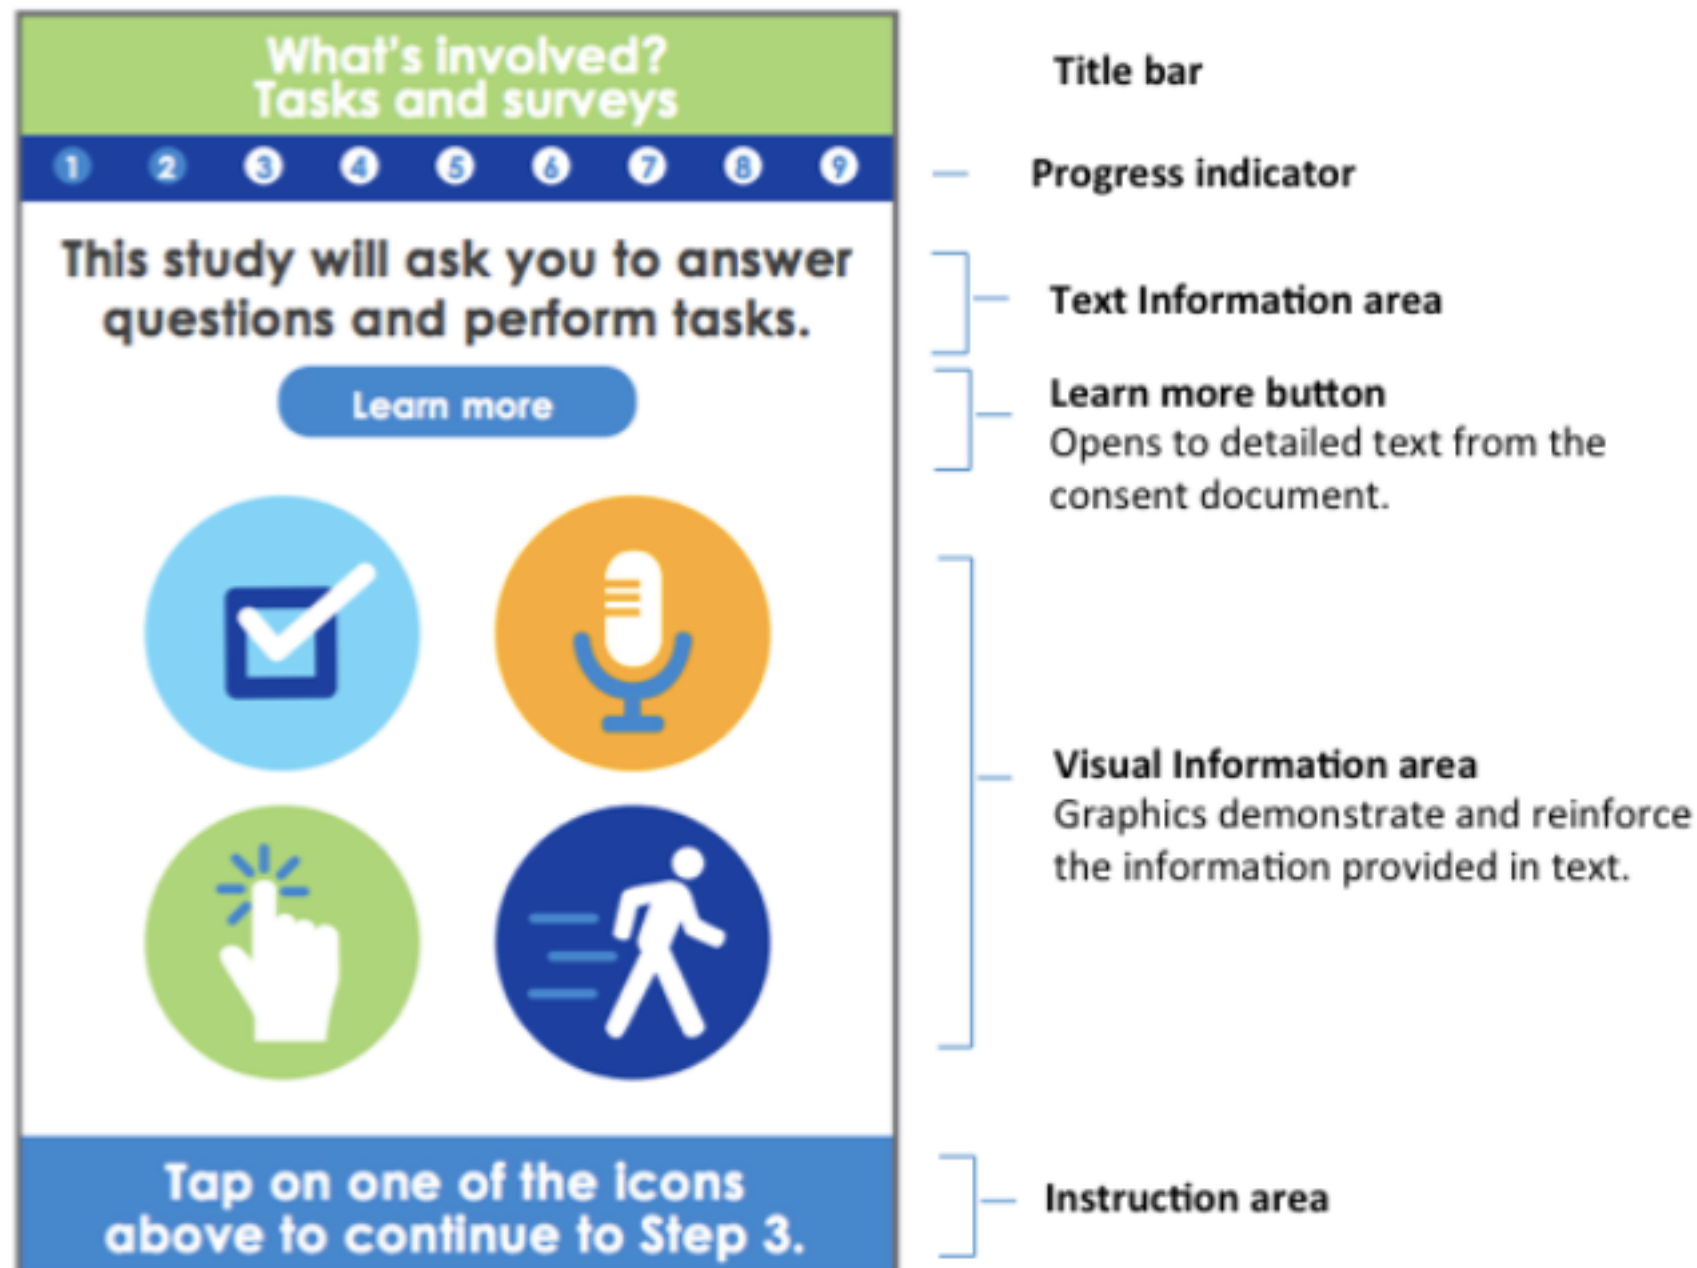 What's involved?
Tasks and surveys
1 2 3 4 5 6 7 8 9
This study will ask you to answer
questions and perform tasks.
Learn more
Tap on one of the icons
above to continue to Step 3.
Title bar
Progress indicator
Text Information area
Learn more button
Opens to detailed text from the
consent document.
Visual Information area
Graphics demonstrate and reinforce
the information provided in text.
Instruction area